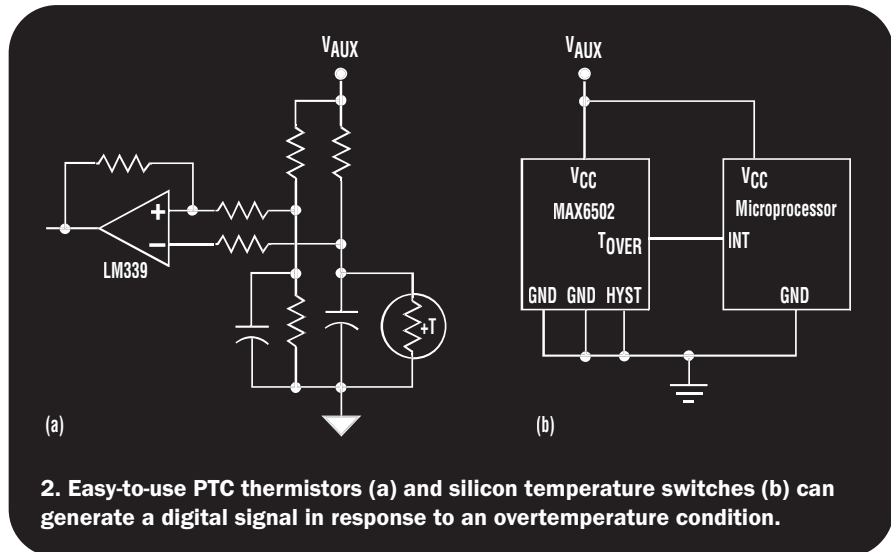 VAUX
+
−
LM339
+T
(a)
VAUX
VCC
MAX6502
TOVER
GND GND HYST
VCC
Microprocessor
INT
GND
(b)
2. Easy-to-use PTC thermistors (a) and silicon temperature switches (b) can
generate a digital signal in response to an overtemperature condition.